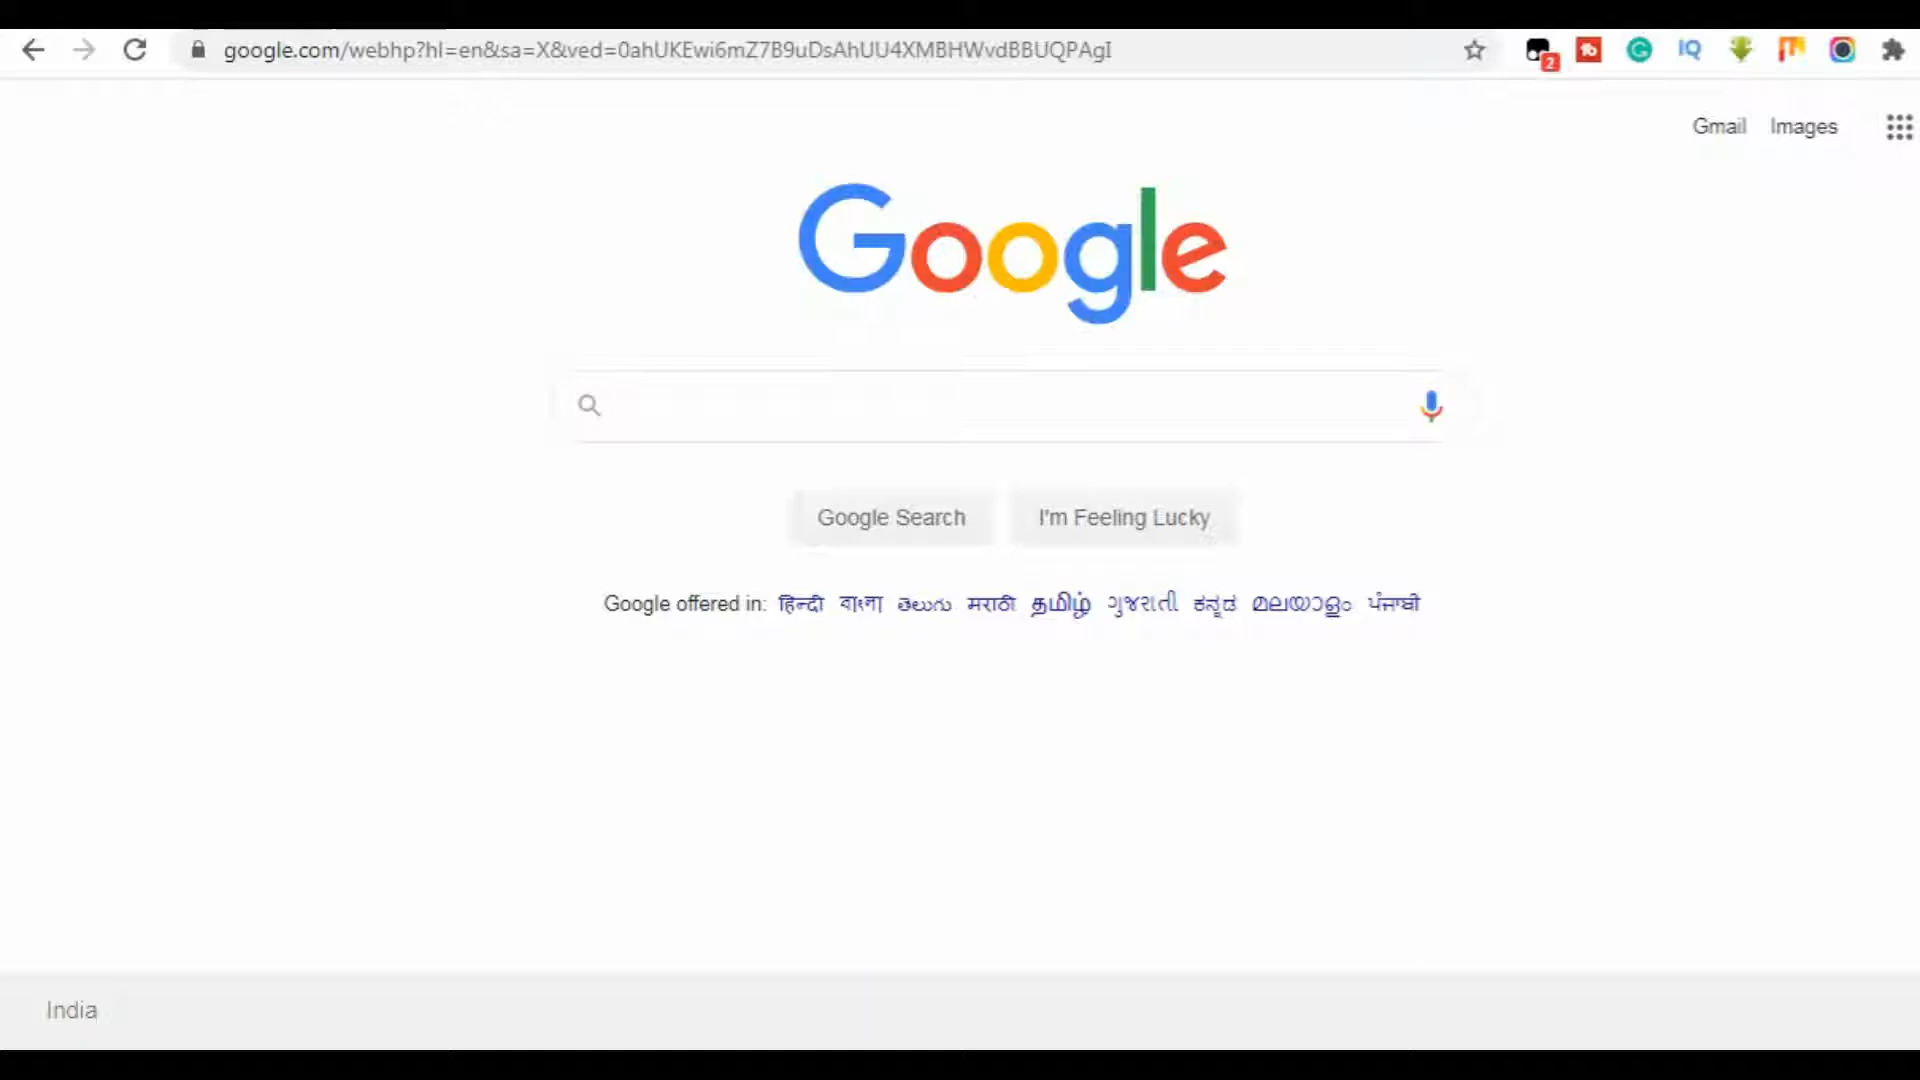 google.com/webhp?hl=en&sa=X&ved=0ahUKEwi6mZ7B9uDsAhUU4XMBHWvdBBUQPAgI
2
Gmail Images
Google
Google Search I'm Feeling Lucky
Google offered in: हिन्दी বাংলা తెలుగు मराठी தமிழ் ગુજરાતી ಕನ್ನಡ മലയാളം ਪੰਜਾਬੀ
India